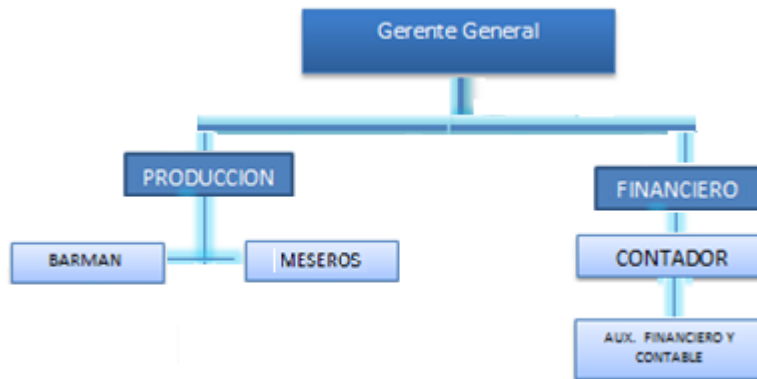 Gerente General
PRODUCCION
FINANCIERO
BARMAN
MESEROS
CONTADOR
AUX. FINANCIERO Y
CONTABLE